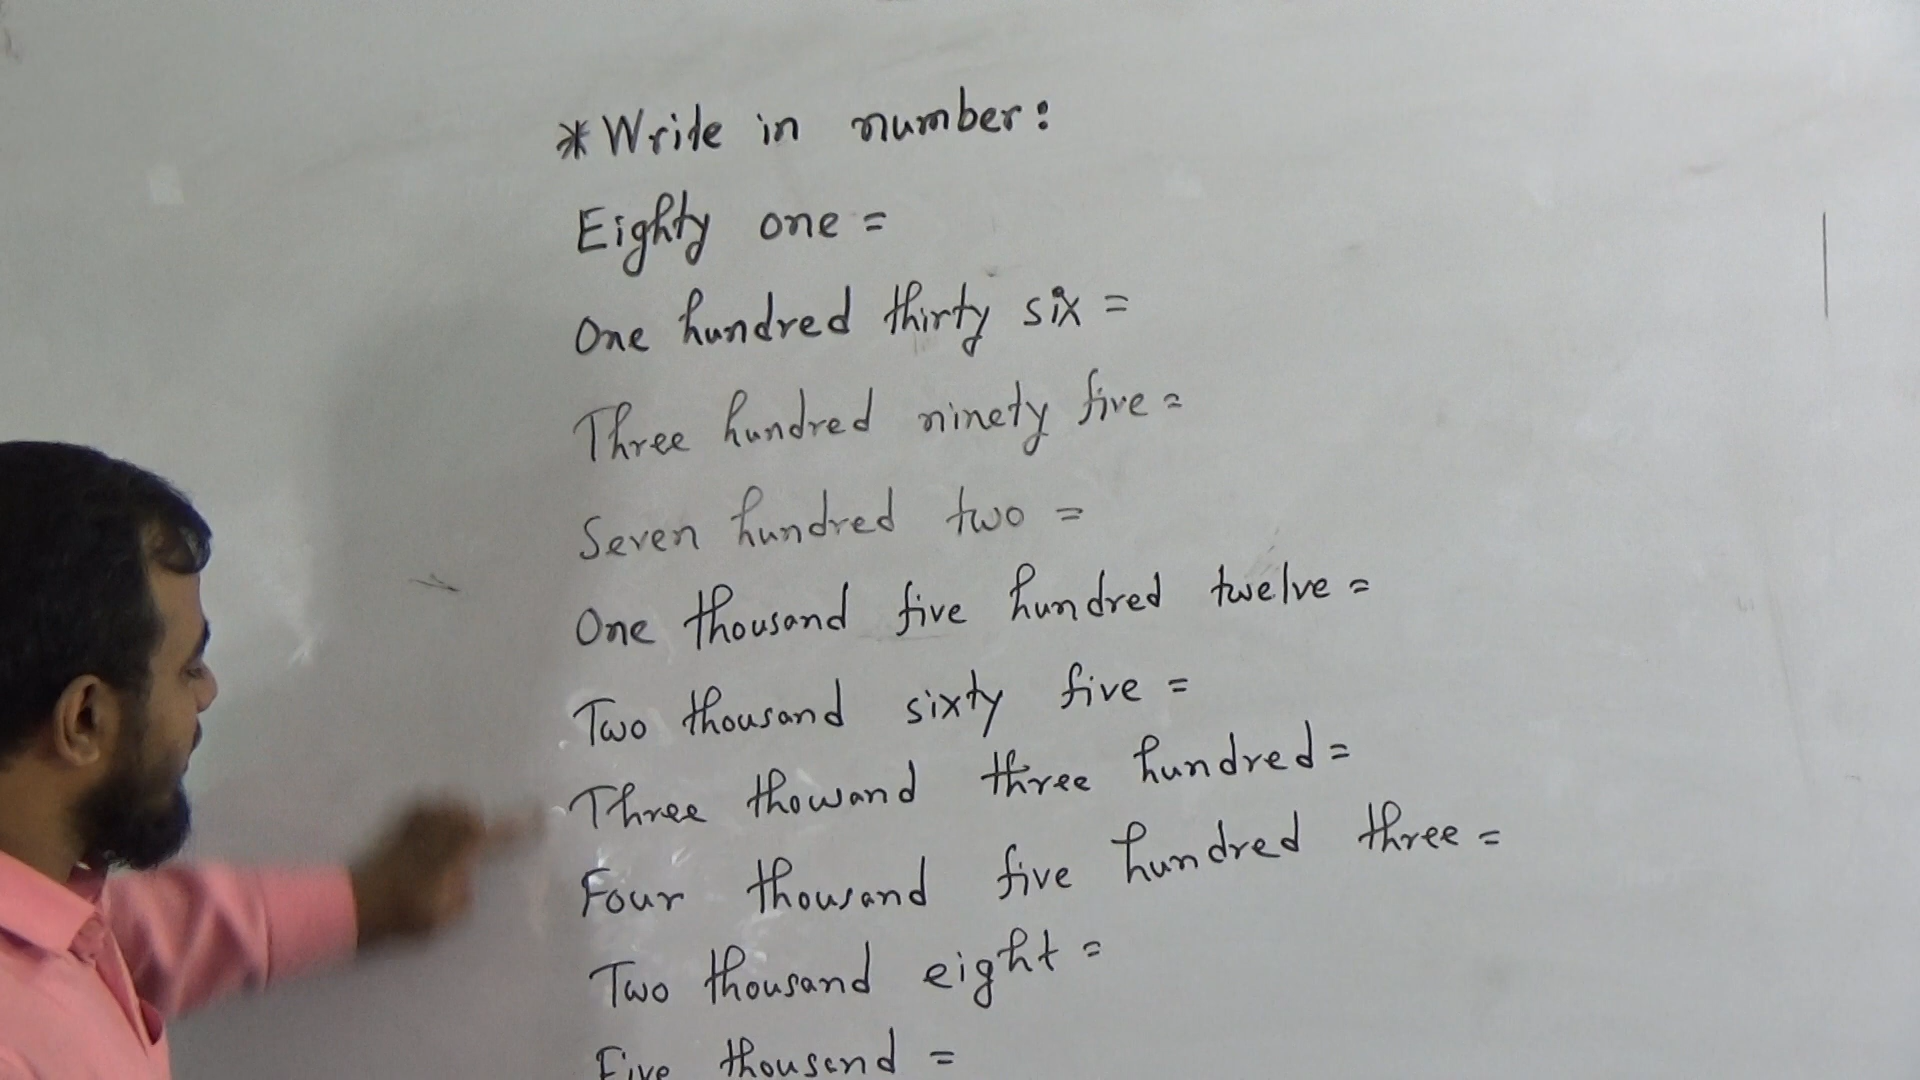 *Write in number:
Eighty one =
One hundred thirty six =
Three hundred ninety five =
Seven hundred two =
One thousand five hundred twelve =
Two thousand sixty five =
Three thowand three hundred =
Four thousand five hundred three =
Two thousand eight =
Five thousand =